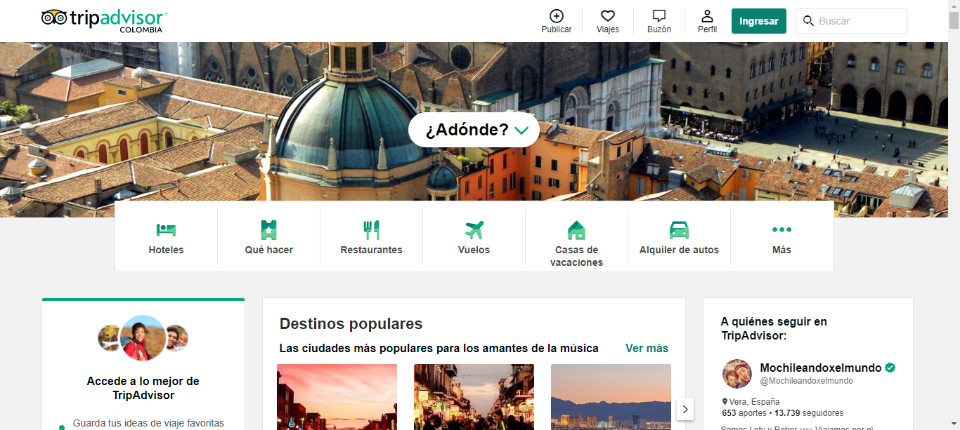 tripadvisor
COLOMBIA
Publicar
Viajes
Buzón
Perfil
Ingresar
Buscar
¿Adónde?
Hoteles
Qué hacer
Restaurantes
Vuelos
Casas de
vacaciones
Alquiler de autos
Más
Accede a lo mejor de
TripAdvisor
Guarda tus ideas de viaje favoritas
Destinos populares
Las ciudades más populares para los amantes de la música
Ver más
A quiénes seguir en
TripAdvisor:
Mochileandoxelmundo
@Mochileandoxelmundo
Vera, España
653 aportes • 13.739 seguidores